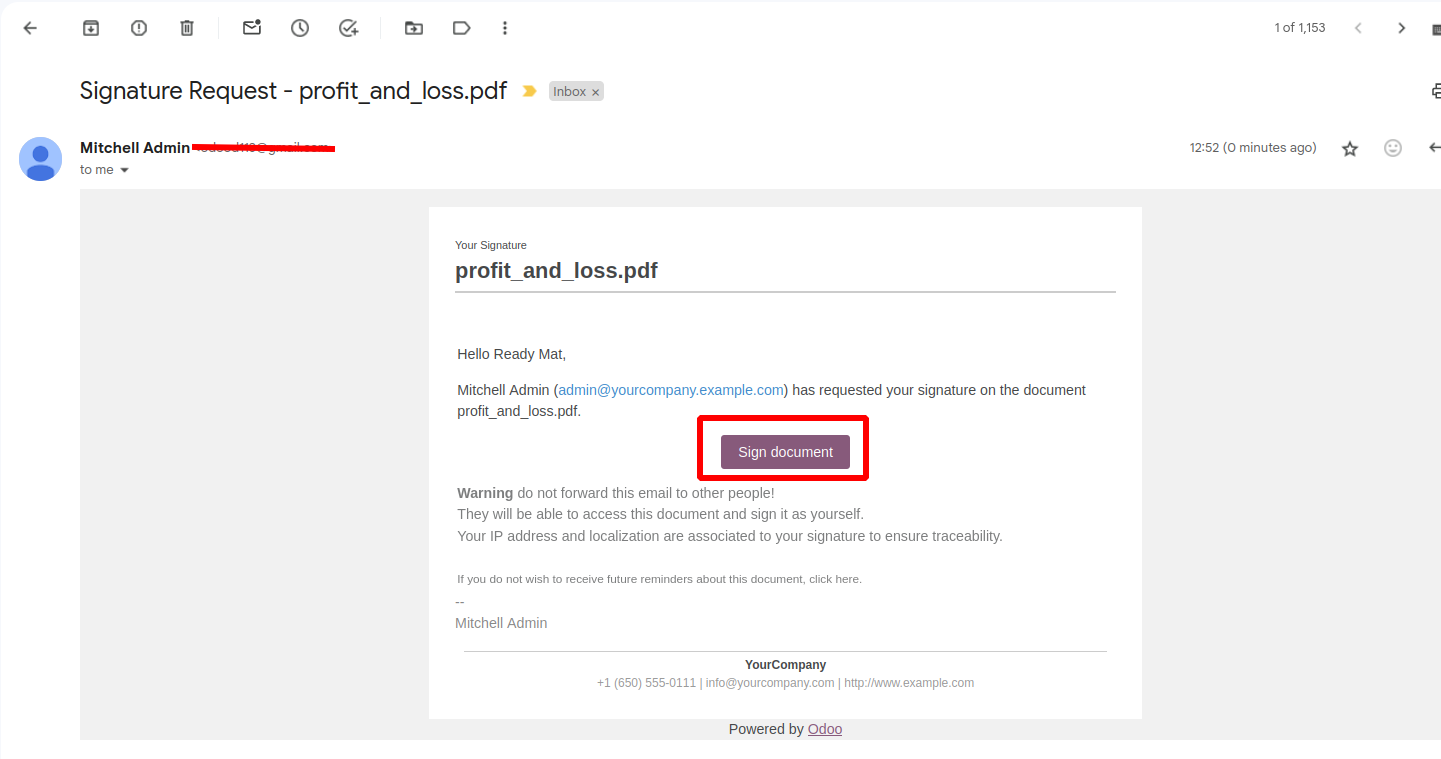 1 of 1,153
Signature Request - profit_and_loss.pdf
Inbox ×
Mitchell Admin
12:52 (0 minutes ago)
to me
Your Signature
profit_and_loss.pdf
Hello Ready Mat,
Mitchell Admin (admin@yourcompany.example.com) has requested your signature on the document
profit_and_loss.pdf.
Sign document
Warning do not forward this email to other people!
They will be able to access this document and sign it as yourself.
Your IP address and localization are associated to your signature to ensure traceability.
If you do not wish to receive future reminders about this document, click here.
--
Mitchell Admin
YourCompany
+1 (650) 555-0111 | info@yourcompany.com | http://www.example.com
Powered by Odoo